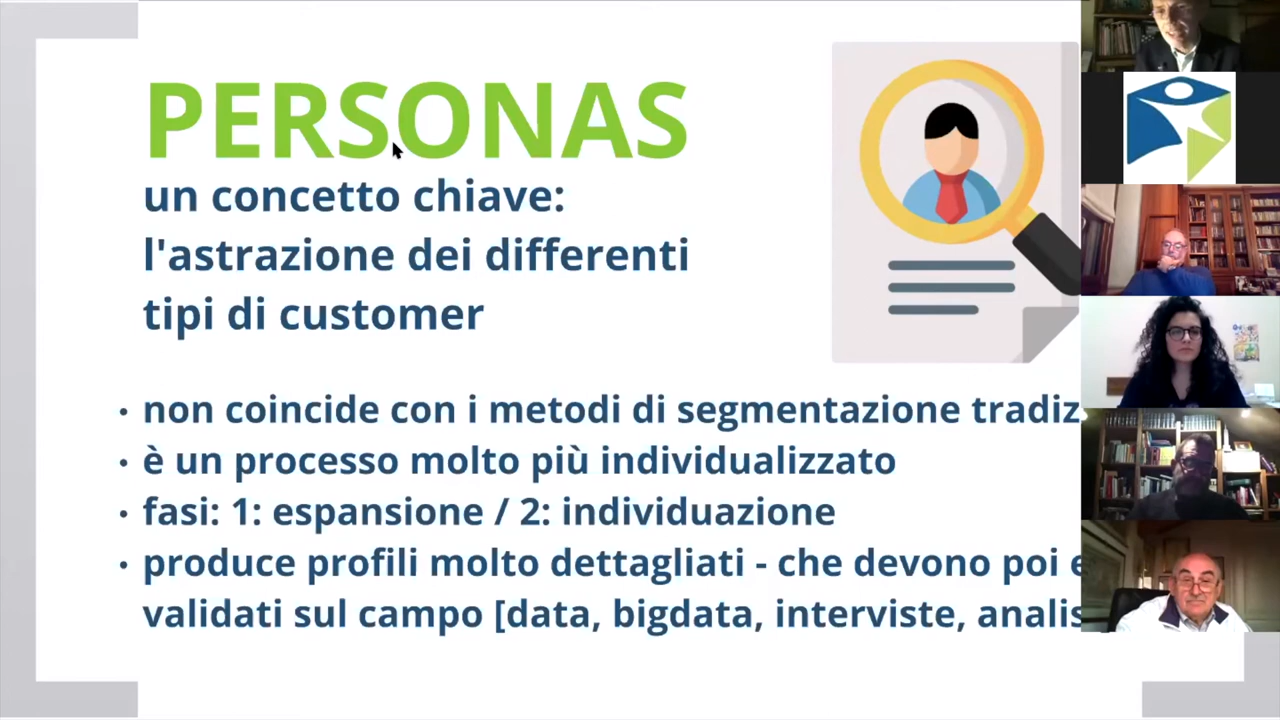 PERSONAS
un concetto chiave:
l'astrazione dei differenti
tipi di customer
• non coincide con i metodi di segmentazione tradiz
• è un processo molto più individualizzato
• fasi: 1: espansione / 2: individuazione
• produce profili molto dettagliati - che devono poi e
validati sul campo [data, bigdata, interviste, analis